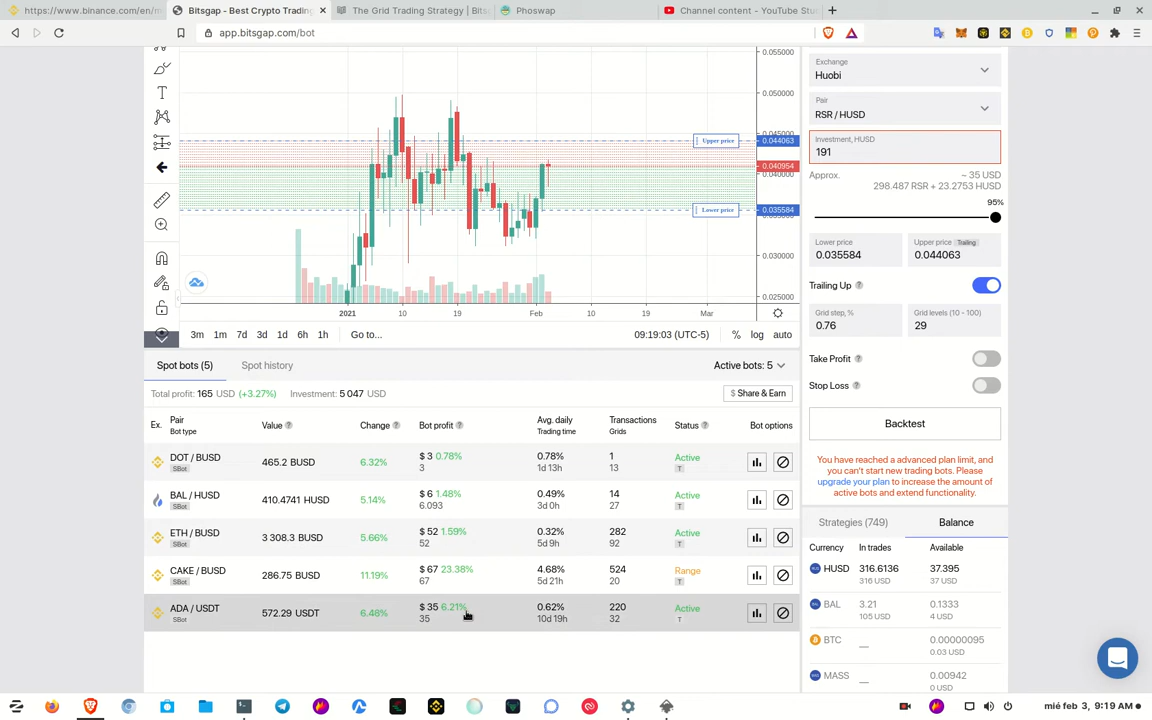 https://www.binance.com/en/m
Bitsgap - Best Crypto Trading
The Grid Trading Strategy | Bits
Phoswap
Channel content - YouTube Stu
app.bitsgap.com/bot
0.055000
0.050000
0.045000
Upper price
0.044063
0.040954
0.040000
Lower price
0.035584
0.030000
0.025000
2021
10
19
Feb
10
19
Mar
3m 1m 7d 3d 1d 6h 1h Go to...
09:19:03 (UTC-5) % log auto
Exchange
Huobi
Pair
RSR / HUSD
Investment, HUSD
191
Approx. ~ 35 USD
298.487 RSR + 23.2753 HUSD
95%
Lower price
0.035584
Upper price Trailing
0.044063
Trailing Up
Grid step, %
0.76
Grid levels (10 - 100)
29
Take Profit
Stop Loss
Backtest
You have reached a advanced plan limit, and
you can't start new trading bots. Please
upgrade your plan to increase the amount of
active bots and extend functionality.
Spot bots (5) Spot history Active bots: 5
Total profit: 165 USD (+3.27%) Investment: 5 047 USD $ Share & Earn
Ex. Pair Value Change Bot profit Avg. daily Transactions Status Bot options
Bot type Trading time Grids
DOT / BUSD 465.2 BUSD 6.32% $ 3 0.78% 0.78% 1 Active
SBot 3 1d 13h 13 T
BAL / HUSD 410.4741 HUSD 5.14% $ 6 1.48% 0.49% 14 Active
SBot 6.093 3d 0h 27 T
ETH / BUSD 3 308.3 BUSD 5.66% $ 52 1.59% 0.32% 282 Active
SBot 52 5d 9h 92 T
CAKE / BUSD 286.75 BUSD 11.19% $ 67 23.38% 4.68% 524 Range
SBot 67 5d 21h 20 T
ADA / USDT 572.29 USDT 6.48% $ 35 6.21% 0.62% 220 Active
SBot 35 10d 19h 32 T
Strategies (749) Balance
Currency In trades Available
HUSD 316.6136 37.395
316 USD 37 USD
BAL 3.21 0.1333
105 USD 4 USD
BTC — 0.00000095
0.03 USD
MASS — 0.00942
0 USD
mié feb 3, 9:19 AM